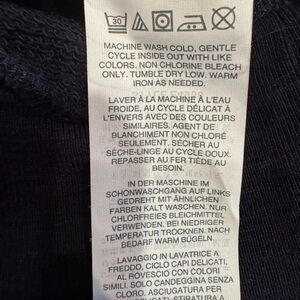 30
MACHINE WASH COLD, GENTLE
CYCLE INSIDE OUT WITH LIKE
COLORS. NON CHLORINE BLEACH
ONLY. TUMBLE DRY LOW. WARM
IRON AS NEEDED.
LAVER À LA MACHINE À L'EAU
FROIDE, AU CYCLE DÉLICAT À
L'ENVERS AVEC DES COULEURS
SIMILAIRES. AGENT DE
BLANCHIMENT NON CHLORÉ
SEULEMENT. SÉCHER AU
SÈCHE-LINGE AU CYCLE DOUX.
REPASSER AU FER TIÈDE AU
BESOIN.
IN DER MASCHINE IM
SCHONWASCHGANG AUF LINKS
GEDREHT MIT ÄHNLICHEN
FARBEN KALT WASCHEN. NUR
CHLORFREIES BLEICHMITTEL
VERWENDEN. BEI NIEDRIGER
TEMPERATUR TROCKNEN. NACH
BEDARF WARM BÜGELN.
LAVAGGIO IN LAVATRICE A
FREDDO, CICLO CAPI DELICATI,
AL ROVESCIO CON COLORI
SIMILI. SOLO CANDEGGINA SENZA
CLORO. ASCIUGATURA PER